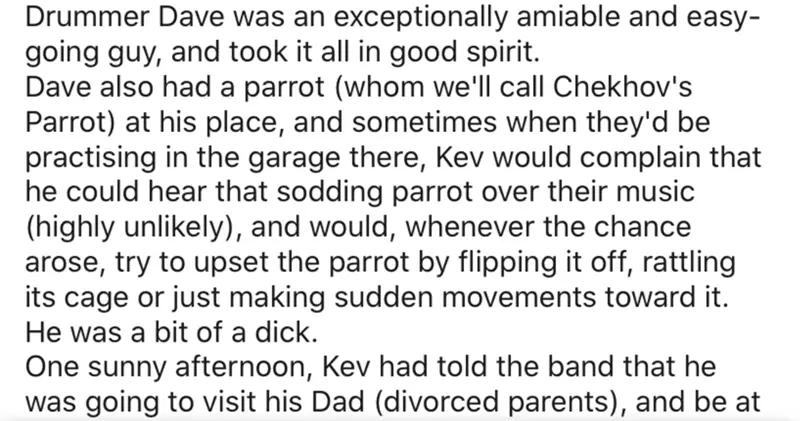 Drummer Dave was an exceptionally amiable and easy-
going guy, and took it all in good spirit.
Dave also had a parrot (whom we'll call Chekhov's
Parrot) at his place, and sometimes when they'd be
practising in the garage there, Kev would complain that
he could hear that sodding parrot over their music
(highly unlikely), and would, whenever the chance
arose, try to upset the parrot by flipping it off, rattling
its cage or just making sudden movements toward it.
He was a bit of a dick.
One sunny afternoon, Kev had told the band that he
was going to visit his Dad (divorced parents), and be at